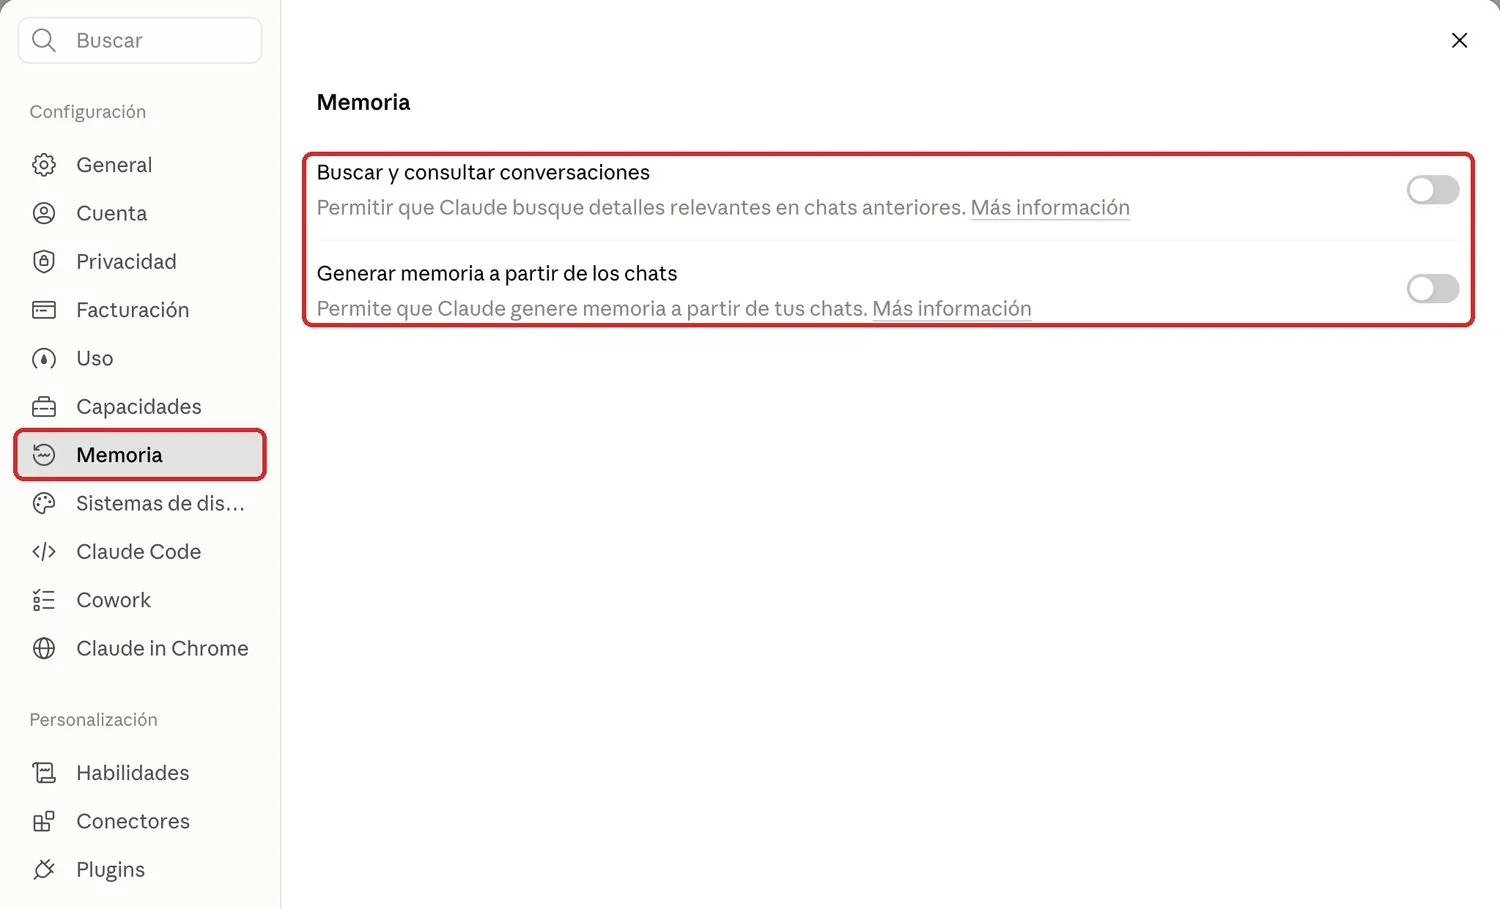 Buscar
Configuración
General
Cuenta
Privacidad
Facturación
Uso
Capacidades
Memoria
Sistemas de dis...
Claude Code
Cowork
Claude in Chrome
Personalización
Habilidades
Conectores
Plugins
Memoria
Buscar y consultar conversaciones
Permitir que Claude busque detalles relevantes en chats anteriores. Más información
Generar memoria a partir de los chats
Permite que Claude genere memoria a partir de tus chats. Más información